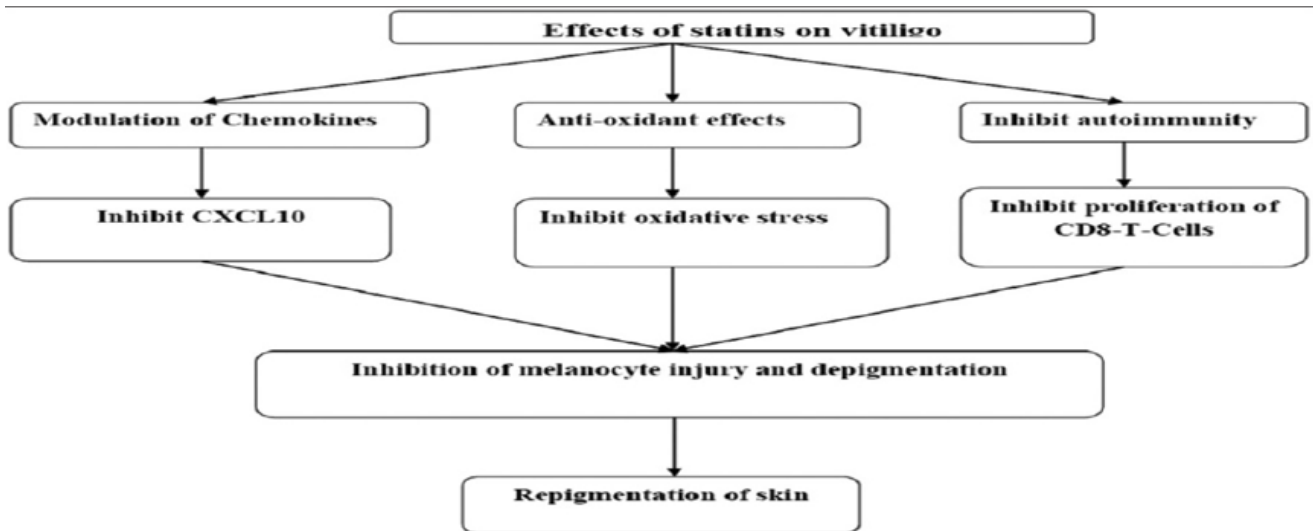 Effects of statins on vitiligo
Modulation of Chemokines
Anti-oxidant effects
Inhibit autoimmunity
Inhibit CXCL10
Inhibit oxidative stress
Inhibit proliferation of
CD8-T-Cells
Inhibition of melanocyte injury and depigmentation
Repigmentation of skin